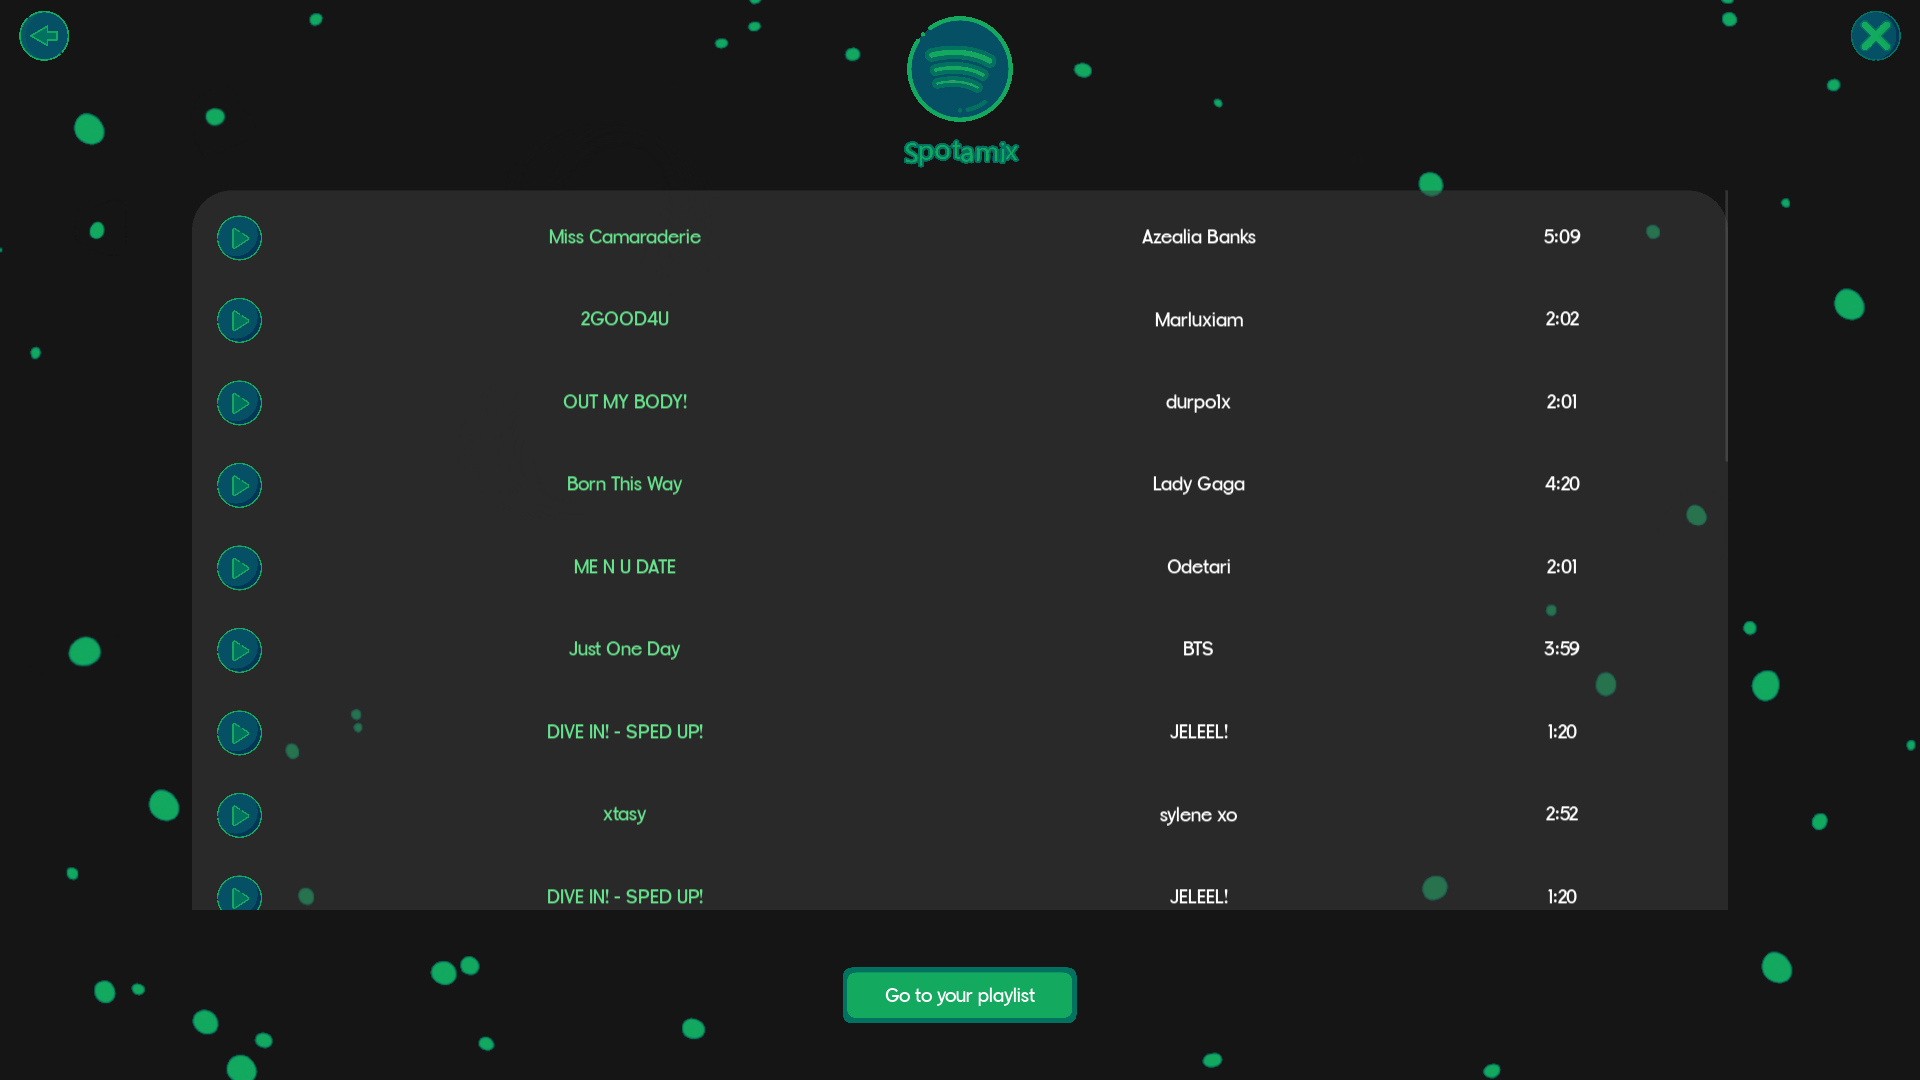 Spotamix
Miss Camaraderie Azealia Banks 5:09
2GOOD4U Marluxiam 2:02
OUT MY BODY! durpo1x 2:01
Born This Way Lady Gaga 4:20
ME N U DATE Odetari 2:01
Just One Day BTS 3:59
DIVE IN! - SPED UP! JELEEL! 1:20
xtasy sylene xo 2:52
DIVE IN! - SPED UP! JELEEL! 1:20
Go to your playlist